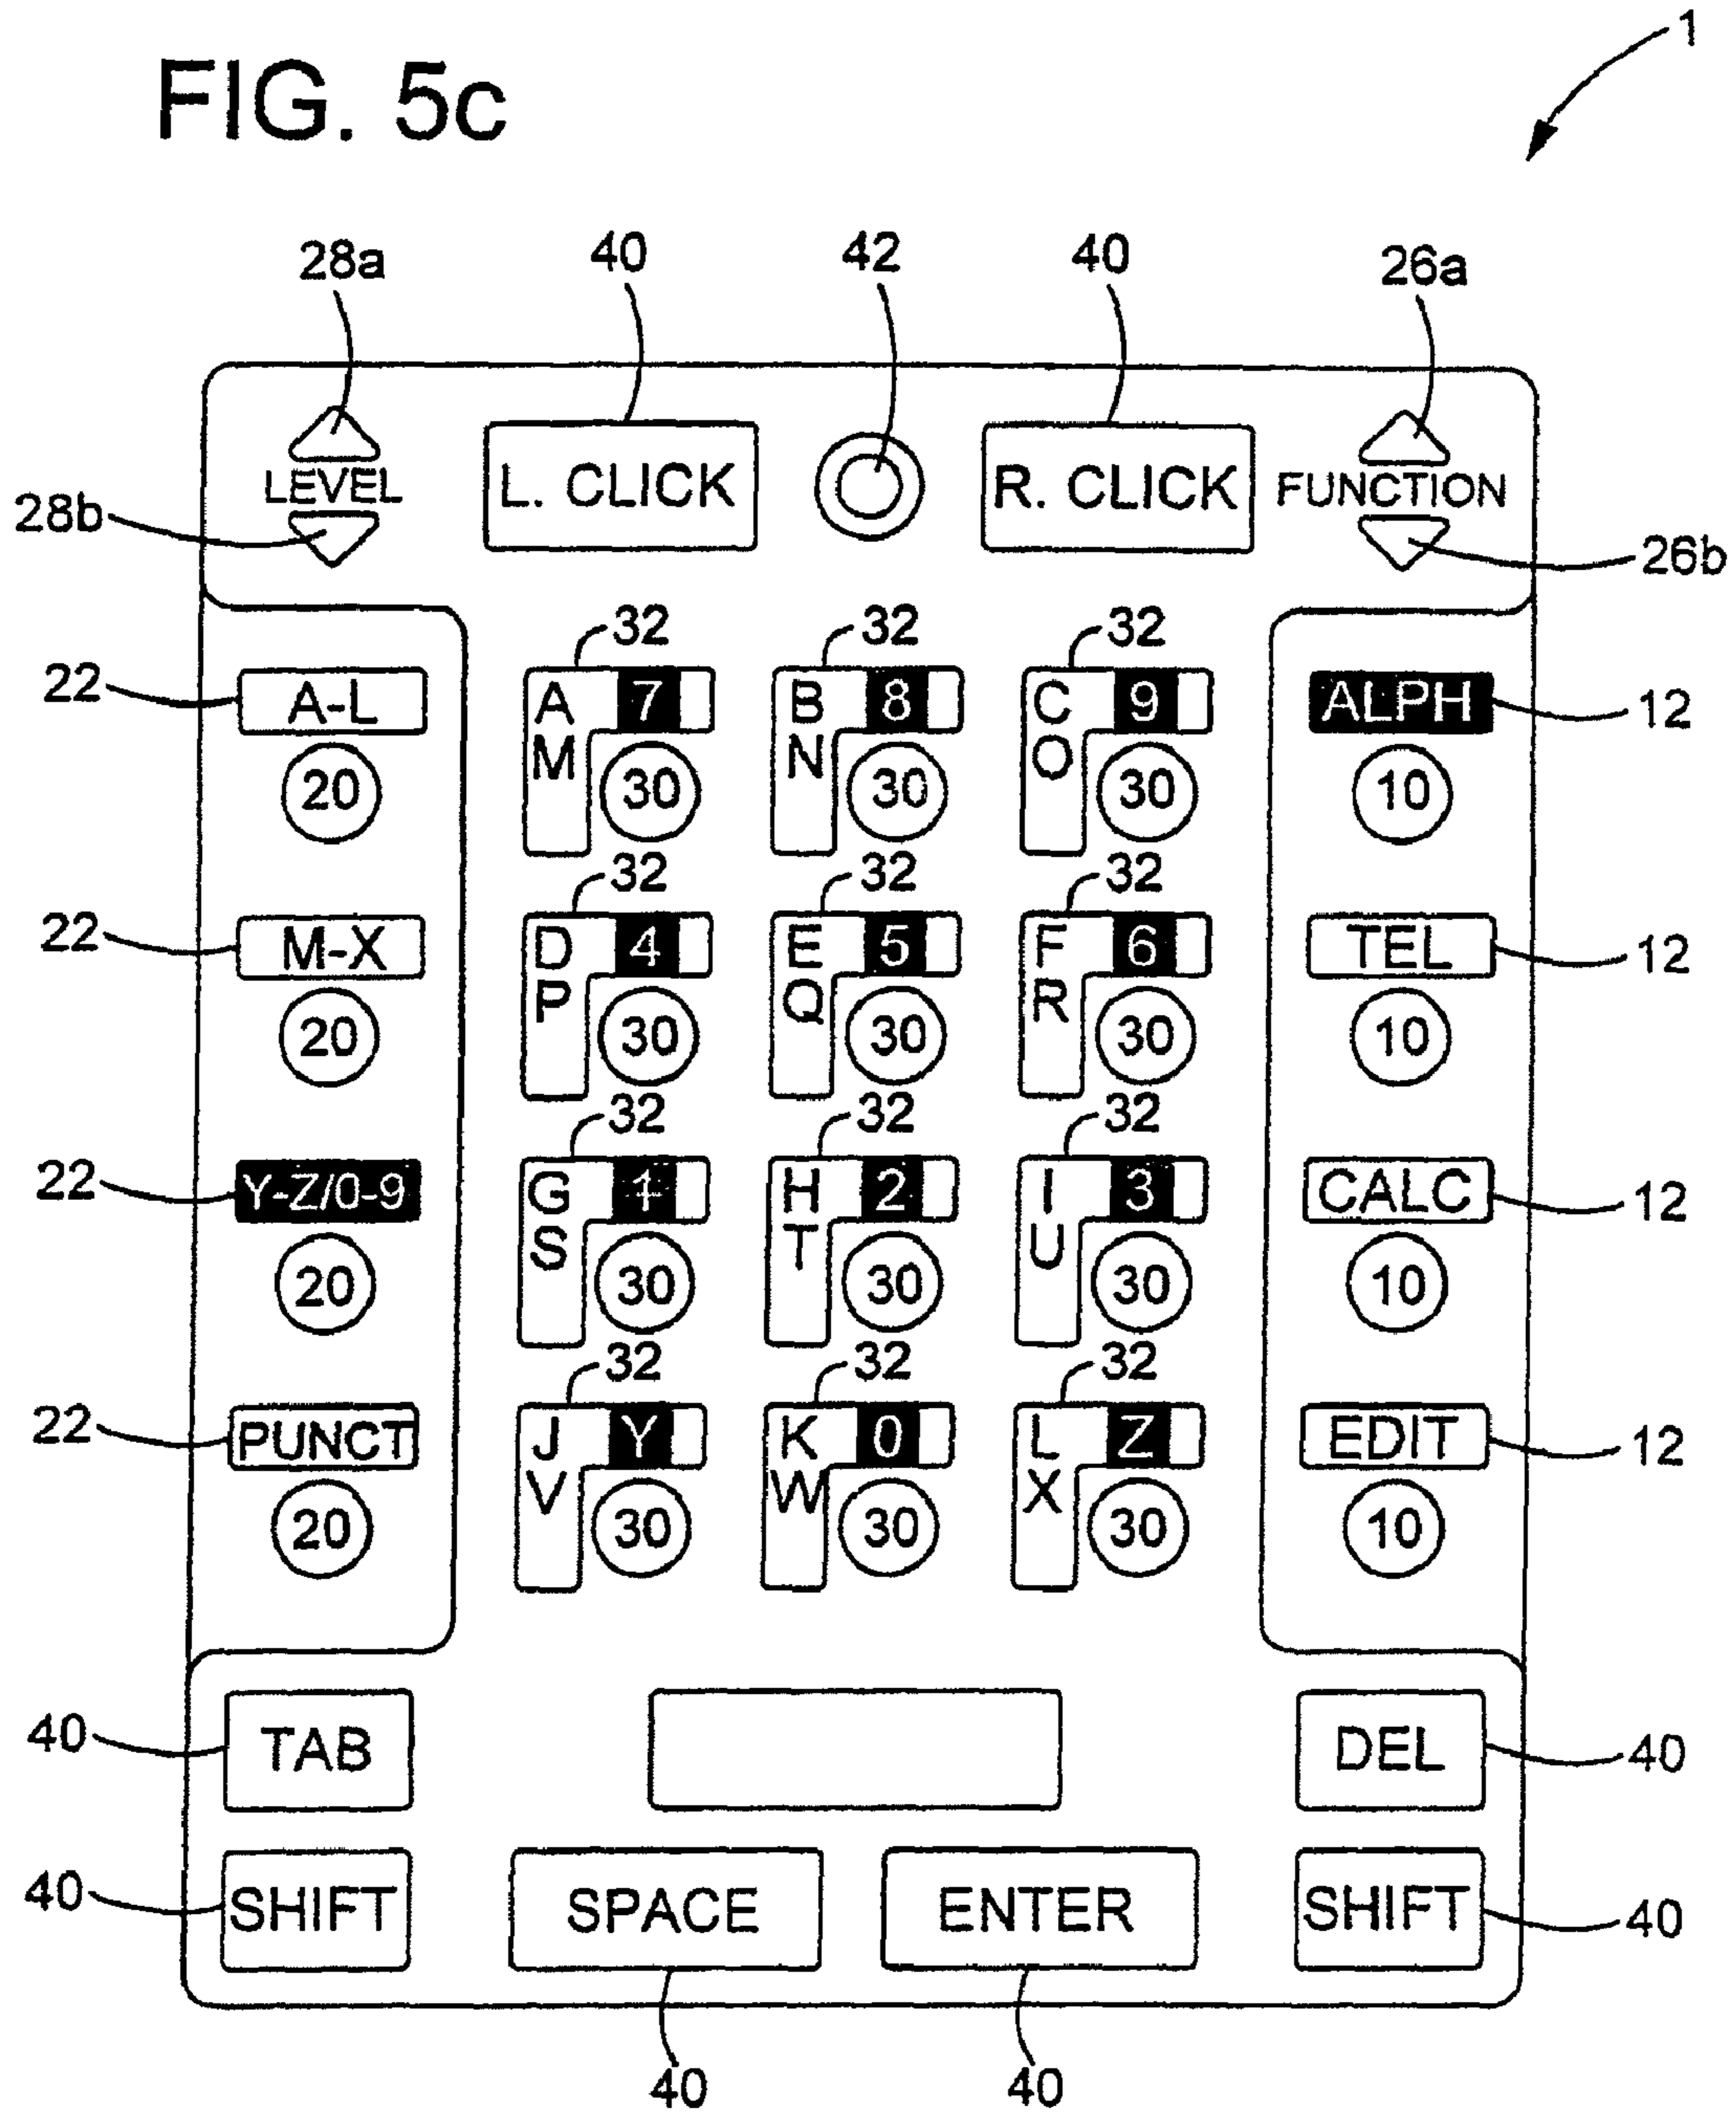 1
FIG. 5c
28a 40 42 40 26a
L. CLICK R. CLICK
LEVEL FUNCTION
28b 26b
32 32 32
22 A-L A 7 B 8 C 9 ALPH 12
M N O
20 30 30 30 10
32 32 32
22 M-X D 4 E 5 F 6 TEL 12
P Q R
20 30 30 30 10
32 32 32
22 Y-Z/0-9 G 1 H 2 I 3 CALC 12
S T U
20 30 30 30 10
32 32 32
22 PUNCT J Y K 0 L Z EDIT 12
V W X
20 30 30 30 10
40 TAB DEL 40
40 SHIFT SPACE ENTER SHIFT 40
40 40